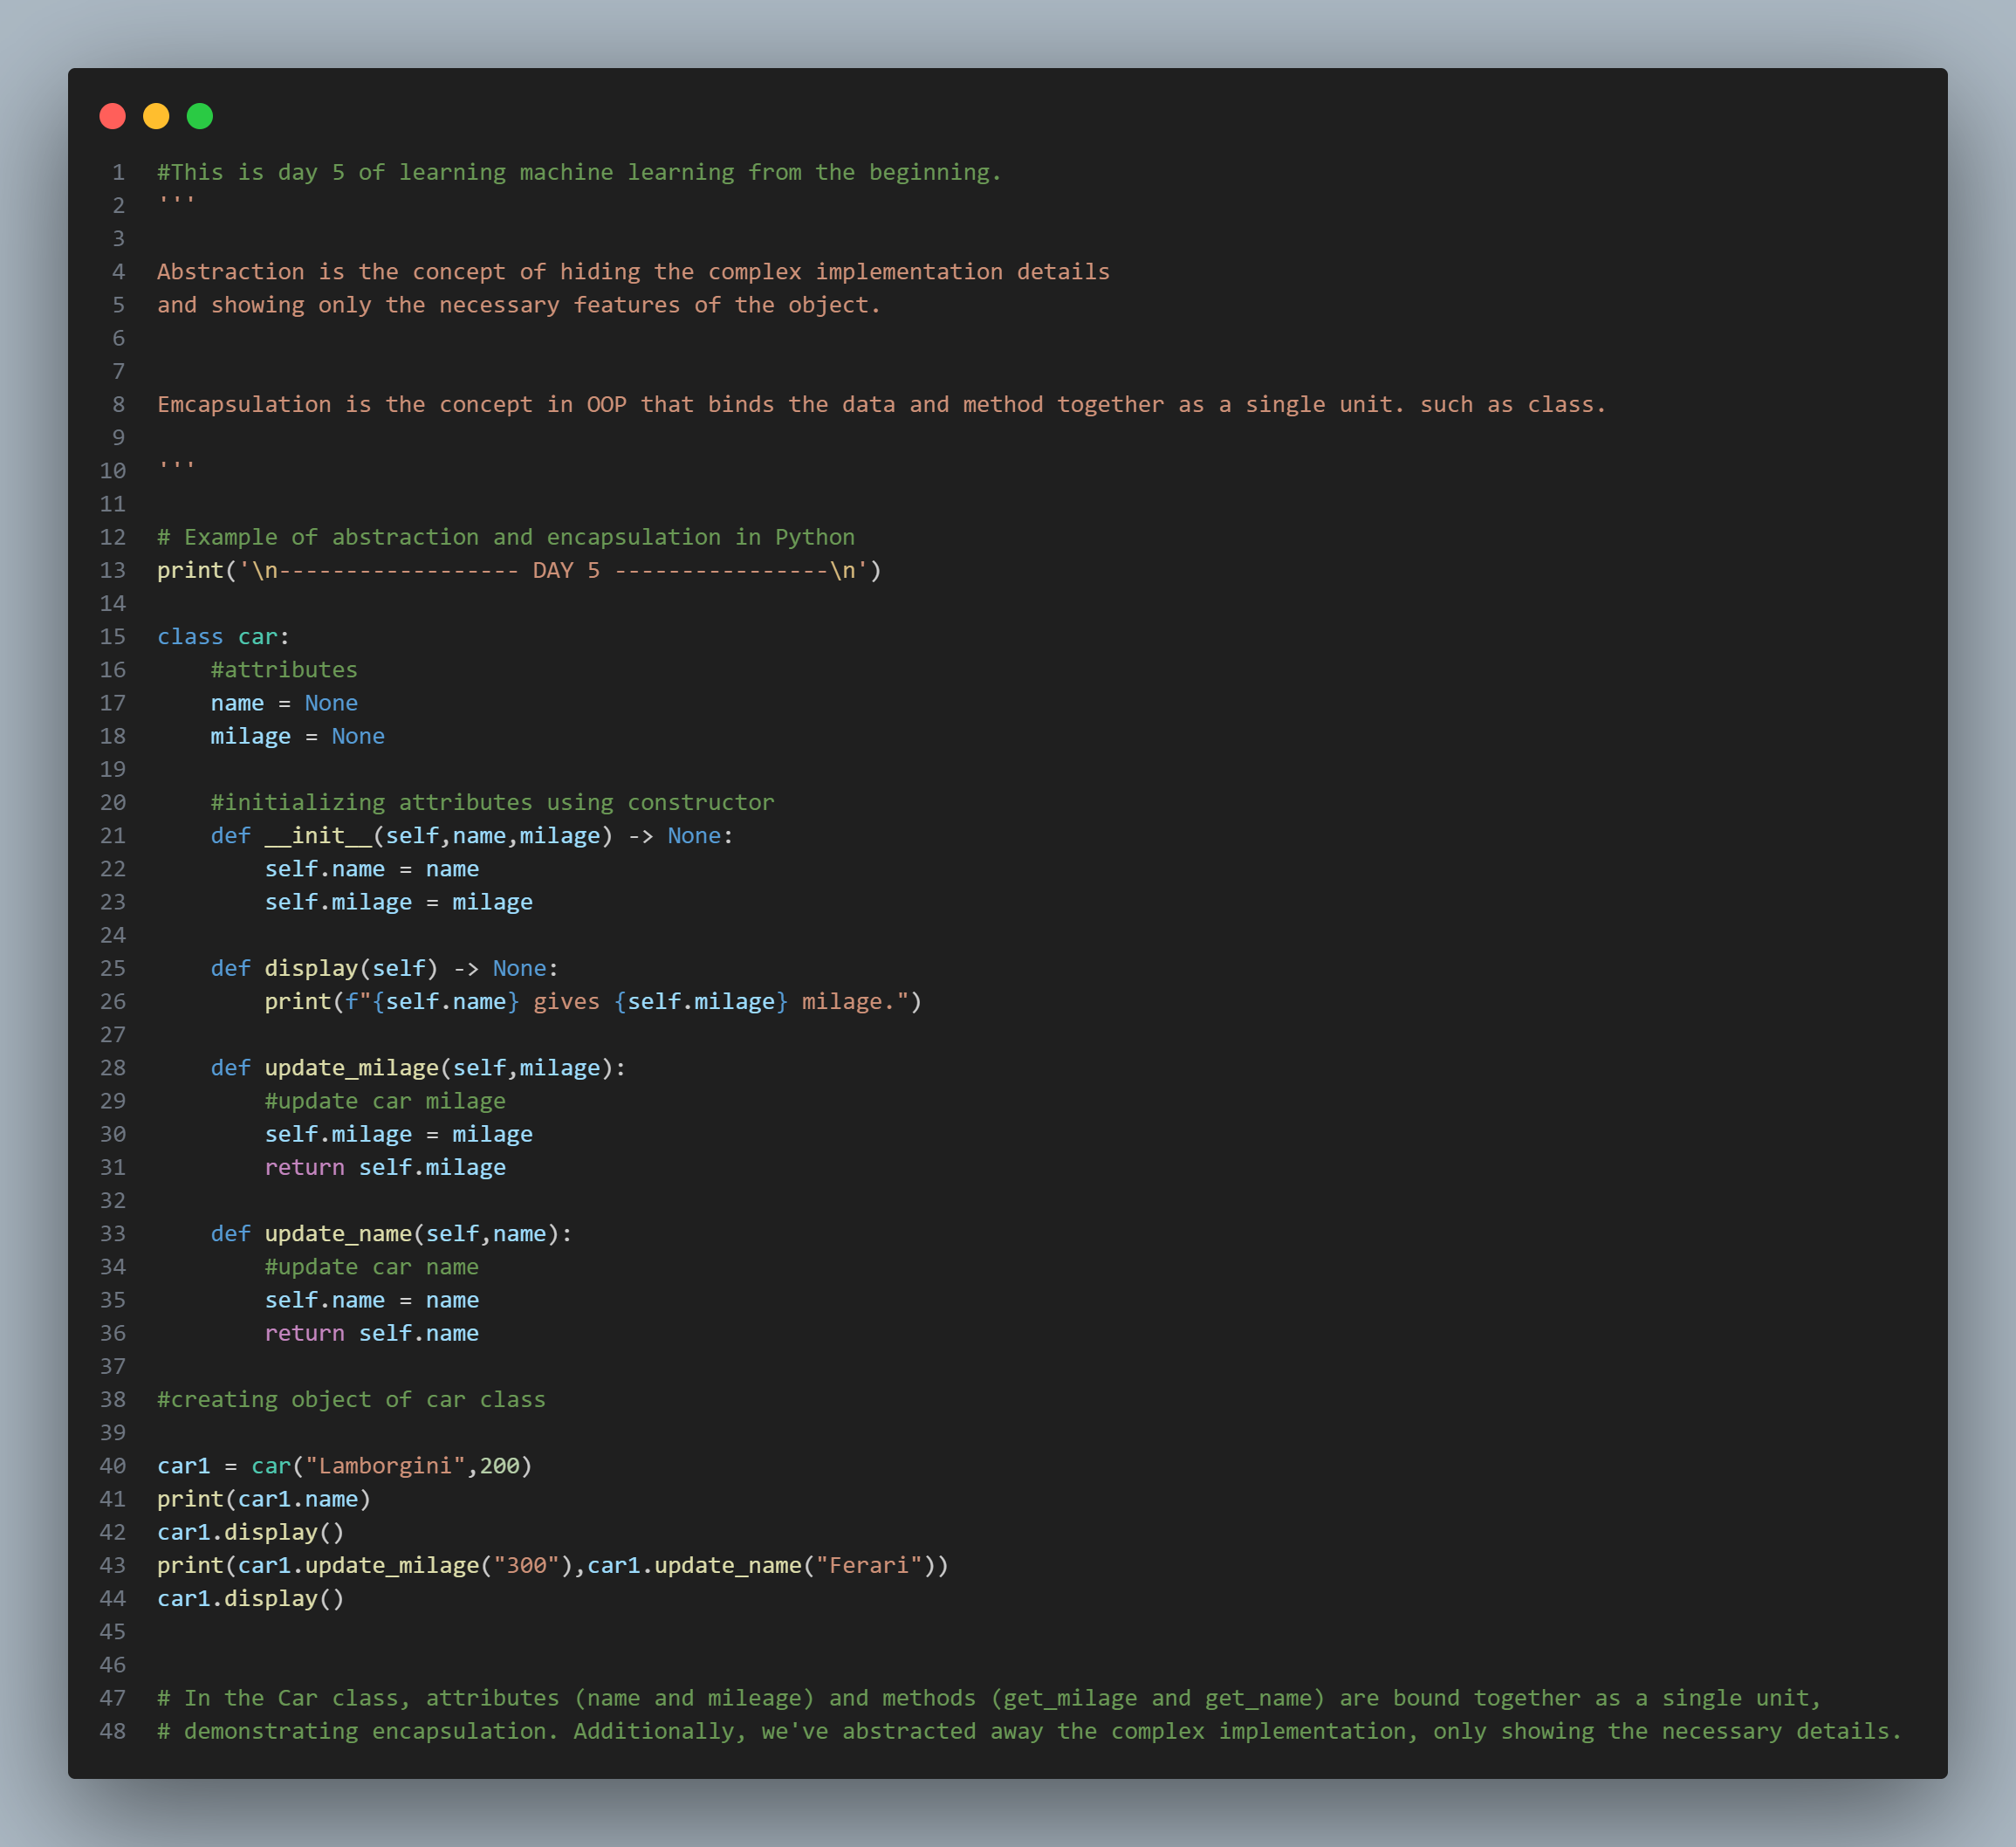 1 #This is day 5 of learning machine learning from the beginning.
2 '''
3
4 Abstraction is the concept of hiding the complex implementation details
5 and showing only the necessary features of the object.
6
7
8 Emcapsulation is the concept in OOP that binds the data and method together as a single unit. such as class.
9
10 '''
11
12 # Example of abstraction and encapsulation in Python
13 print('\n------------------ DAY 5 ----------------\n')
14
15 class car:
16     #attributes
17     name = None
18     milage = None
19
20     #initializing attributes using constructor
21     def __init__(self,name,milage) -> None:
22         self.name = name
23         self.milage = milage
24
25     def display(self) -> None:
26         print(f"{self.name} gives {self.milage} milage.")
27
28     def update_milage(self,milage):
29         #update car milage
30         self.milage = milage
31         return self.milage
32
33     def update_name(self,name):
34         #update car name
35         self.name = name
36         return self.name
37
38 #creating object of car class
39
40 car1 = car("Lamborgini",200)
41 print(car1.name)
42 car1.display()
43 print(car1.update_milage("300"),car1.update_name("Ferari"))
44 car1.display()
45
46
47 # In the Car class, attributes (name and mileage) and methods (get_milage and get_name) are bound together as a single unit,
48 # demonstrating encapsulation. Additionally, we've abstracted away the complex implementation, only showing the necessary details.